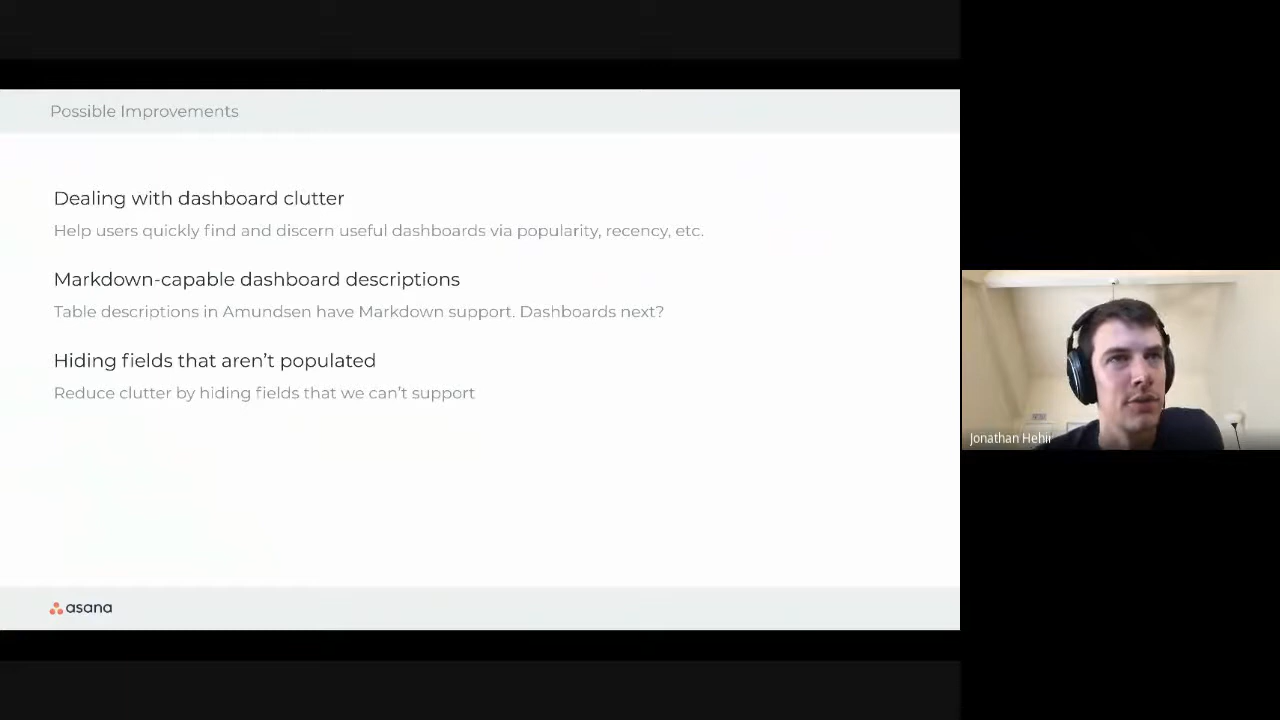 Possible Improvements
Dealing with dashboard clutter
Help users quickly find and discern useful dashboards via popularity, recency, etc.
Markdown-capable dashboard descriptions
Table descriptions in Amundsen have Markdown support. Dashboards next?
Hiding fields that aren't populated
Reduce clutter by hiding fields that we can't support
asana
Jonathan Hehir